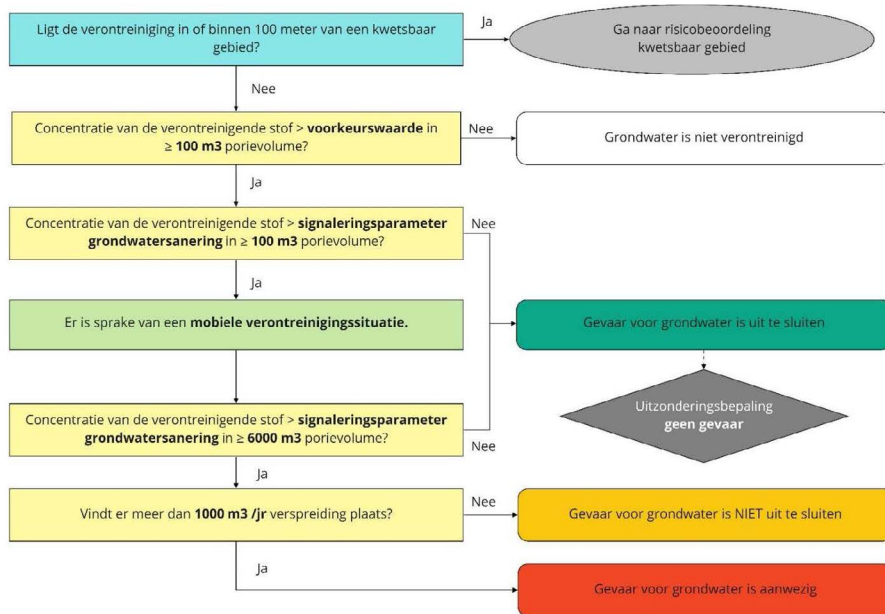 Ligt de verontreiniging in of binnen 100 meter van een kwetsbaar
gebied?
Ja
Ga naar risicobeoordeling
kwetsbaar gebied
Nee
Concentratie van de verontreinigende stof > voorkeurswaarde in
≥ 100 m3 porievolume?
Nee
Grondwater is niet verontreinigd
Ja
Concentratie van de verontreinigende stof > signaleringsparameter
grondwatersanering in ≥ 100 m3 porievolume?
Nee
Ja
Er is sprake van een mobiele verontreinigingssituatie.
Gevaar voor grondwater is uit te sluiten
Uitzonderingsbepaling
geen gevaar
Concentratie van de verontreinigende stof > signaleringsparameter
grondwatersanering in ≥ 6000 m3 porievolume?
Nee
Ja
Vindt er meer dan 1000 m3 /jr verspreiding plaats?
Nee
Gevaar voor grondwater is NIET uit te sluiten
Ja
Gevaar voor grondwater is aanwezig